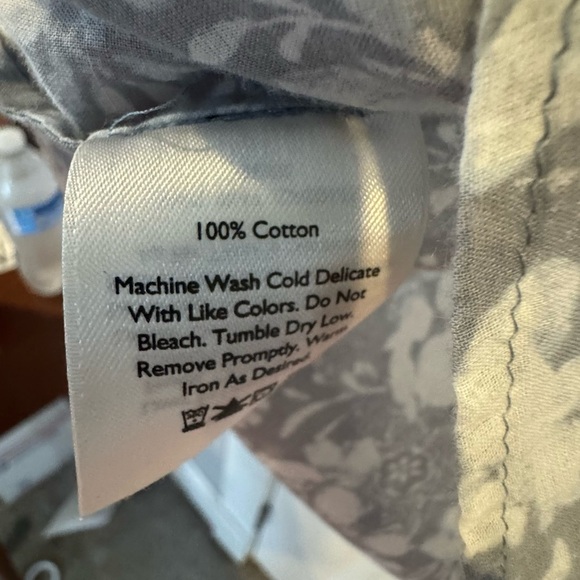 100% Cotton
Machine Wash Cold Delicate
With Like Colors. Do Not
Bleach. Tumble Dry Low.
Remove Promptly. Warm
Iron As Desired